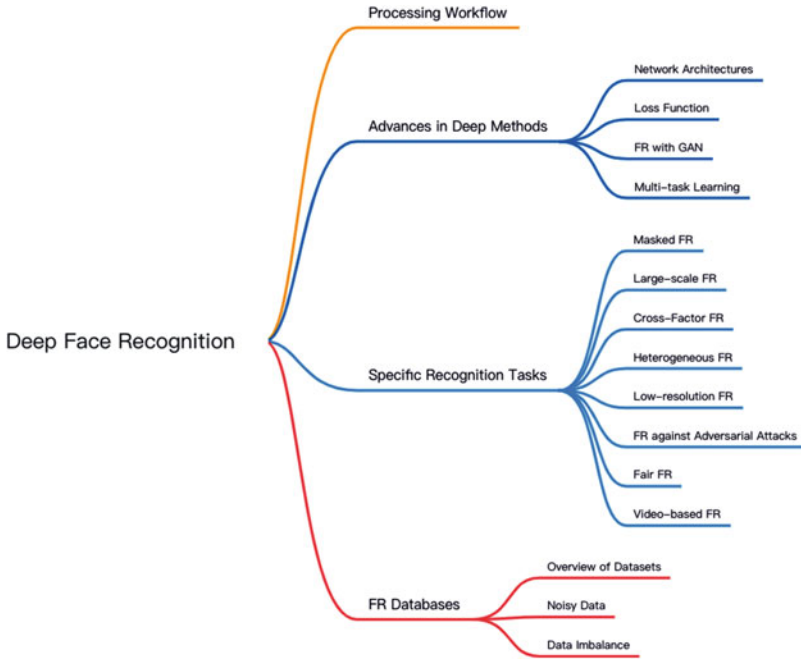 Processing Workflow
Network Architectures
Advances in Deep Methods
Loss Function
FR with GAN
Multi-task Learning
Masked FR
Large-scale FR
Cross-Factor FR
Deep Face Recognition
Heterogeneous FR
Specific Recognition Tasks
Low-resolution FR
FR against Adversarial Attacks
Fair FR
Video-based FR
Overview of Datasets
FR Databases
Noisy Data
Data Imbalance